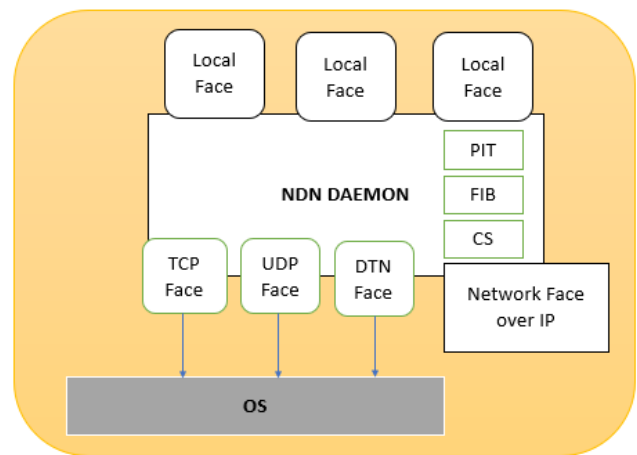 Local
Face
Local
Face
Local
Face
PIT
NDN DAEMON
FIB
CS
TCP
Face
UDP
Face
DTN
Face
Network Face
over IP
OS